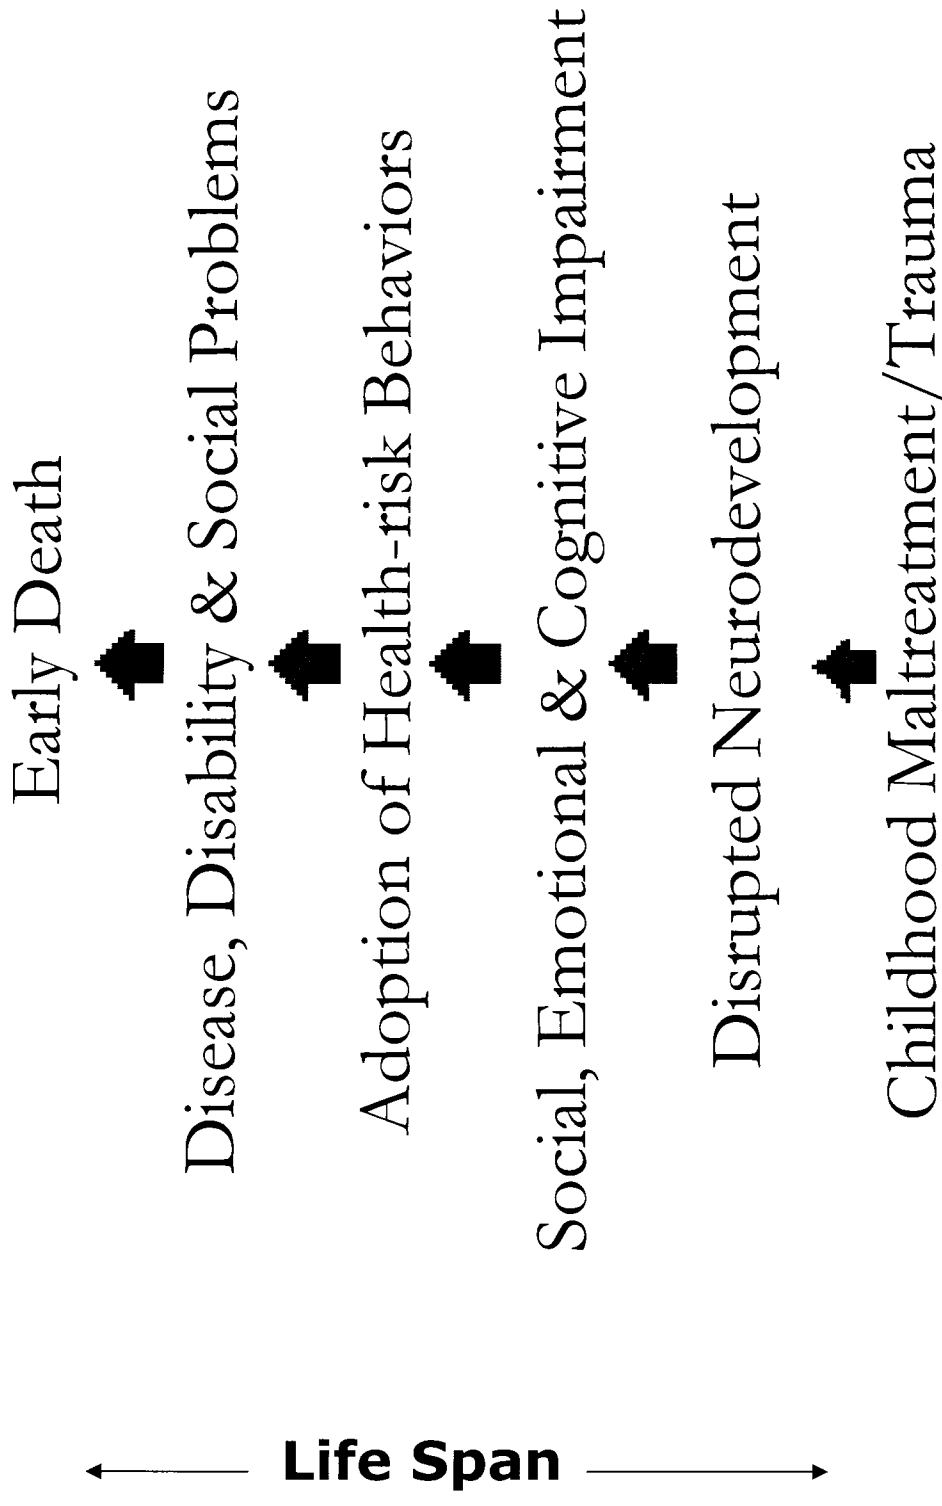 Early Death
Disease, Disability & Social Problems
Adoption of Health-risk Behaviors
Social, Emotional & Cognitive Impairment
Disrupted Neurodevelopment
Childhood Maltreatment/Trauma
Life Span